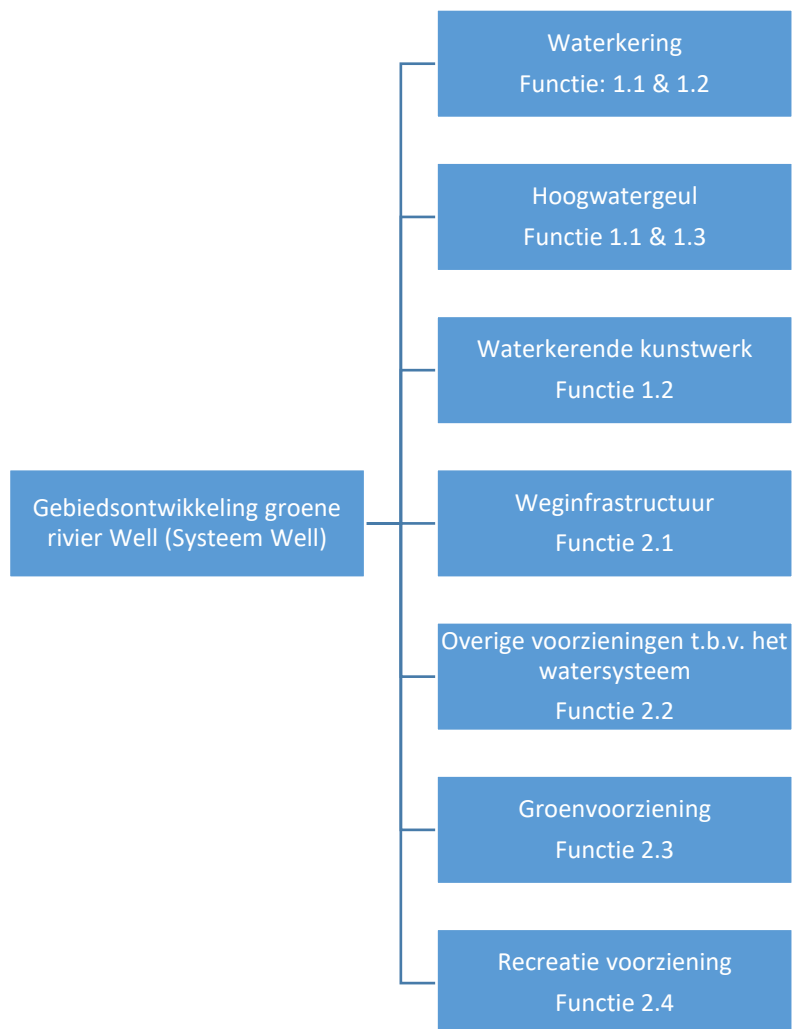 Waterkering
Functie: 1.1 & 1.2
Hoogwatergeul
Functie 1.1 & 1.3
Waterkerende kunstwerk
Functie 1.2
Gebiedsontwikkeling groene
rivier Well (Systeem Well)
Weginfrastructuur
Functie 2.1
Overige voorzieningen t.b.v. het
watersysteem
Functie 2.2
Groenvoorziening
Functie 2.3
Recreatie voorziening
Functie 2.4